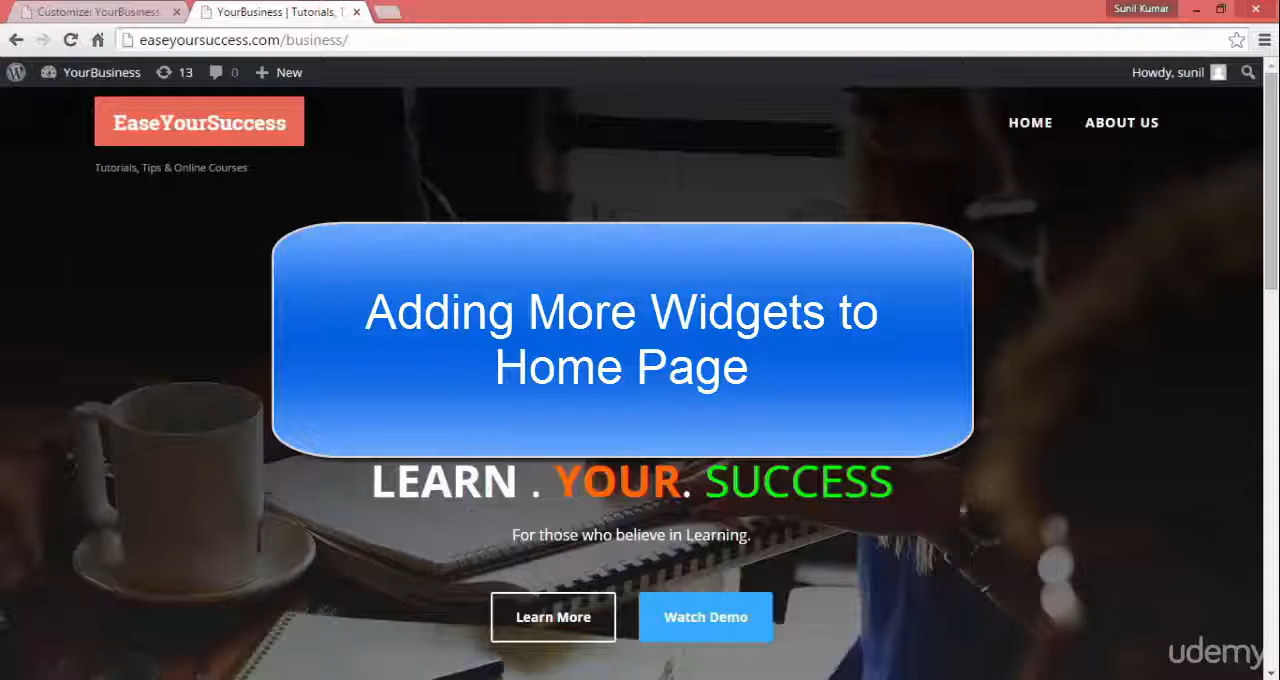 Customize: YourBusiness
YourBusiness | Tutorials, T
Sunil Kumar
easeyoursuccess.com/business/
YourBusiness 13 0 New
Howdy, sunil
EaseYourSuccess
HOME ABOUT US
Tutorials, Tips & Online Courses
Adding More Widgets to
Home Page
LEARN . YOUR. SUCCESS
For those who believe in Learning.
Learn More Watch Demo
udemy